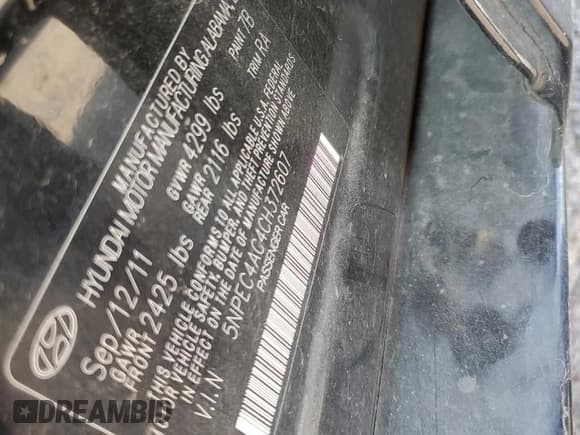 HYUNDAI
MANUFACTURED BY
HYUNDAI MOTOR MANUFACTURING ALABAMA,
Sep/12/11
GVWR 4299 lbs
PAINT 7B
GAWR FRONT 2425 lbs
GAWR REAR 2116 lbs
TRIM RA
THIS VEHICLE CONFORMS TO ALL APPLICABLE U.S.A. FEDERAL
MOTOR VEHICLE SAFETY, BUMPER, AND THEFT PREVENTION STANDARDS
IN EFFECT ON THE DATE OF MANUFACTURE SHOWN ABOVE
V.I.N 5NPEC4AC4CH372607
PASSENGER CAR
DREAMBID